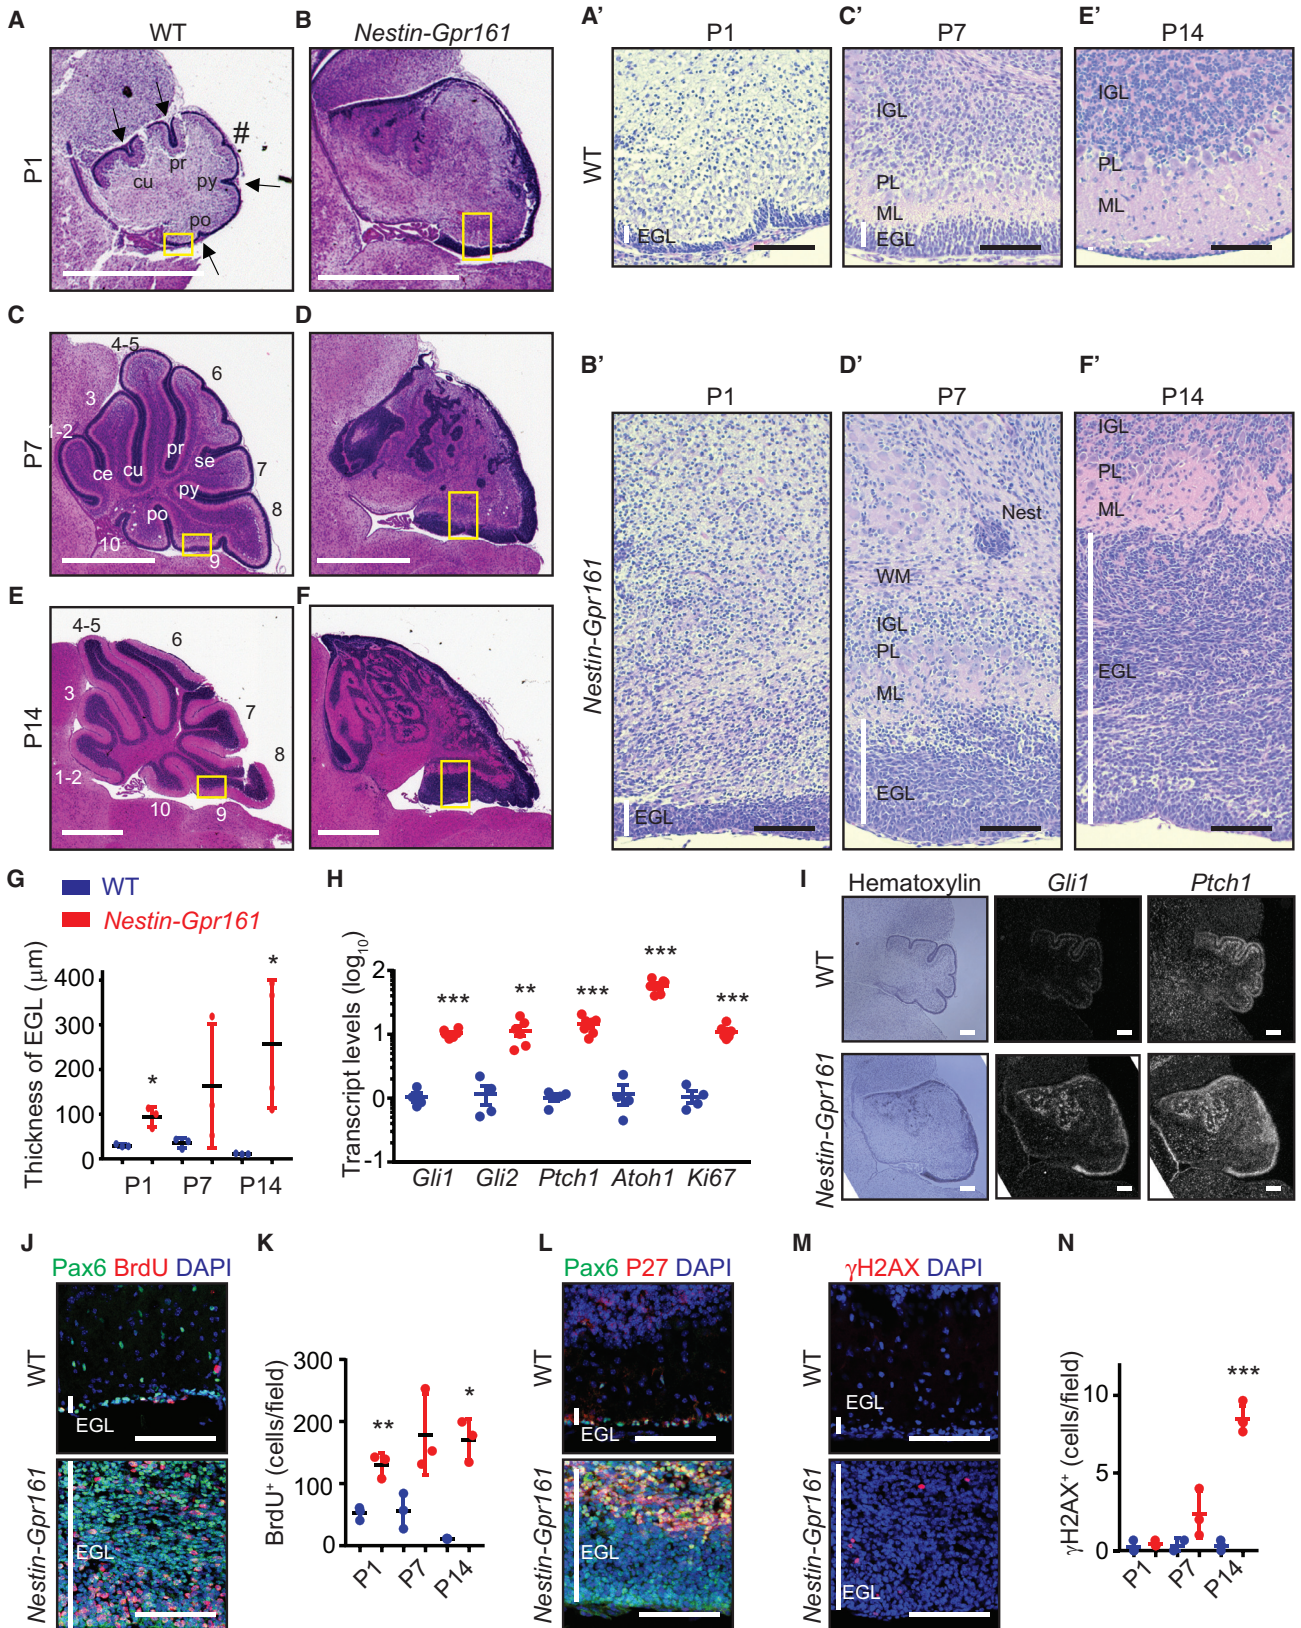 A
WT
B
Nestin-Gpr161
P1
#
pr
cu
py
po
C
D
P7
4-5
6
3
1-2
pr
se
ce
cu
7
py
8
po
10
9
E
F
P14
4-5
6
3
7
8
1-2
10
9
A'
P1
C'
P7
E'
P14
WT
EGL
IGL
PL
ML
EGL
IGL
PL
ML
B'
P1
D'
P7
F'
P14
Nestin-Gpr161
EGL
Nest
WM
IGL
PL
ML
EGL
IGL
PL
ML
EGL
G
WT
Nestin-Gpr161
Thickness of EGL (μm)
400
300
200
100
0
*
*
P1
P7
P14
H
Transcript levels (log10)
2
1
0
-1
***
**
***
***
***
Gli1
Gli2
Ptch1
Atoh1
Ki67
I
Hematoxylin
Gli1
Ptch1
WT
Nestin-Gpr161
J
Pax6 BrdU DAPI
WT
EGL
Nestin-Gpr161
EGL
K
BrdU+ (cells/field)
300
200
100
0
**
*
P1
P7
P14
L
Pax6 P27 DAPI
WT
EGL
Nestin-Gpr161
EGL
M
γH2AX DAPI
WT
EGL
Nestin-Gpr161
EGL
N
γH2AX+ (cells/field)
10
5
0
***
P1
P7
P14